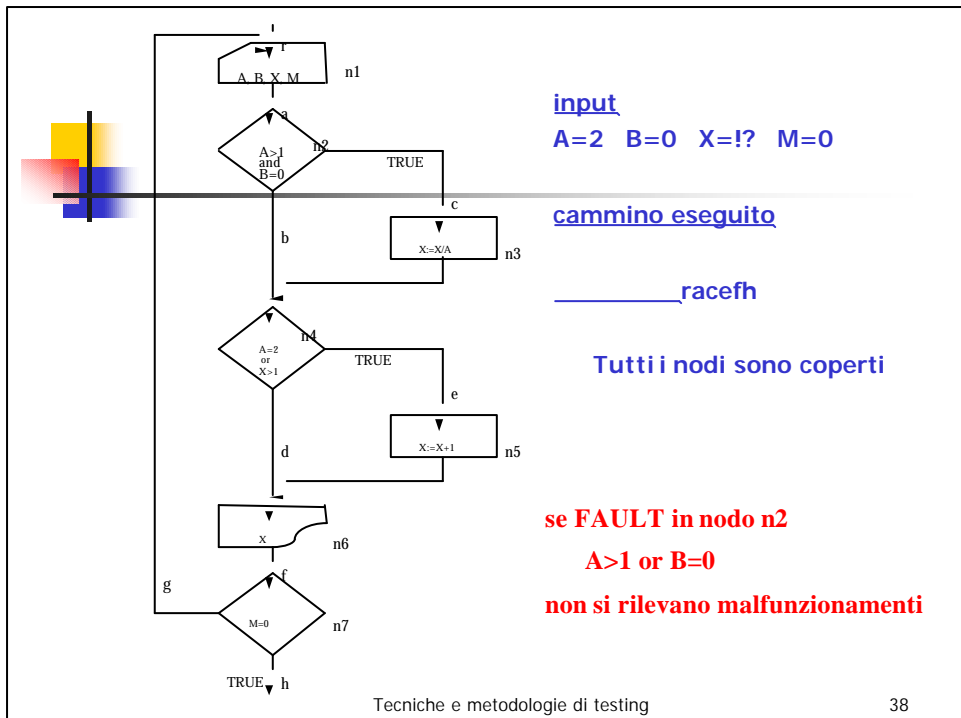 r
A, B, X, M
n1
a
n2
A>1
and
B=0
TRUE
c
b
X:=X/A
n3
n4
A=2
or
X>1
TRUE
e
d
X:=X+1
n5
X
n6
g
f
M=0
n7
TRUE
h
input
A=2 B=0 X=!? M=0
cammino eseguito
racefh
Tutti i nodi sono coperti
se FAULT in nodo n2
A>1 or B=0
non si rilevano malfunzionamenti
Tecniche e metodologie di testing
38